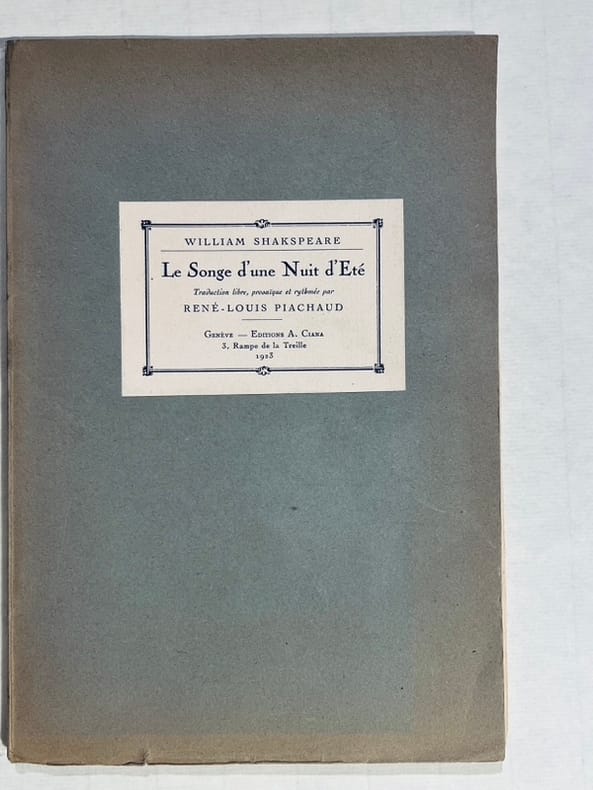 WILLIAM SHAKSPEARE
Le Songe d'une Nuit d'Eté
Traduction libre, prosaïque et rytmée par
RENÉ-LOUIS PIACHAUD
GENÈVE — EDITIONS A. CIANA
3, Rampe de la Treille
1923